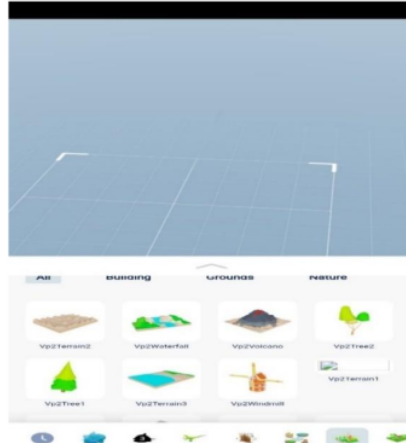 All Building Grounds Nature
Vp2Terrain2 Vp2Waterfall Vp2Volcano Vp2Tree2
Vp2Tree1 Vp2Terrain3 Vp2Windmill Vp2terrain1